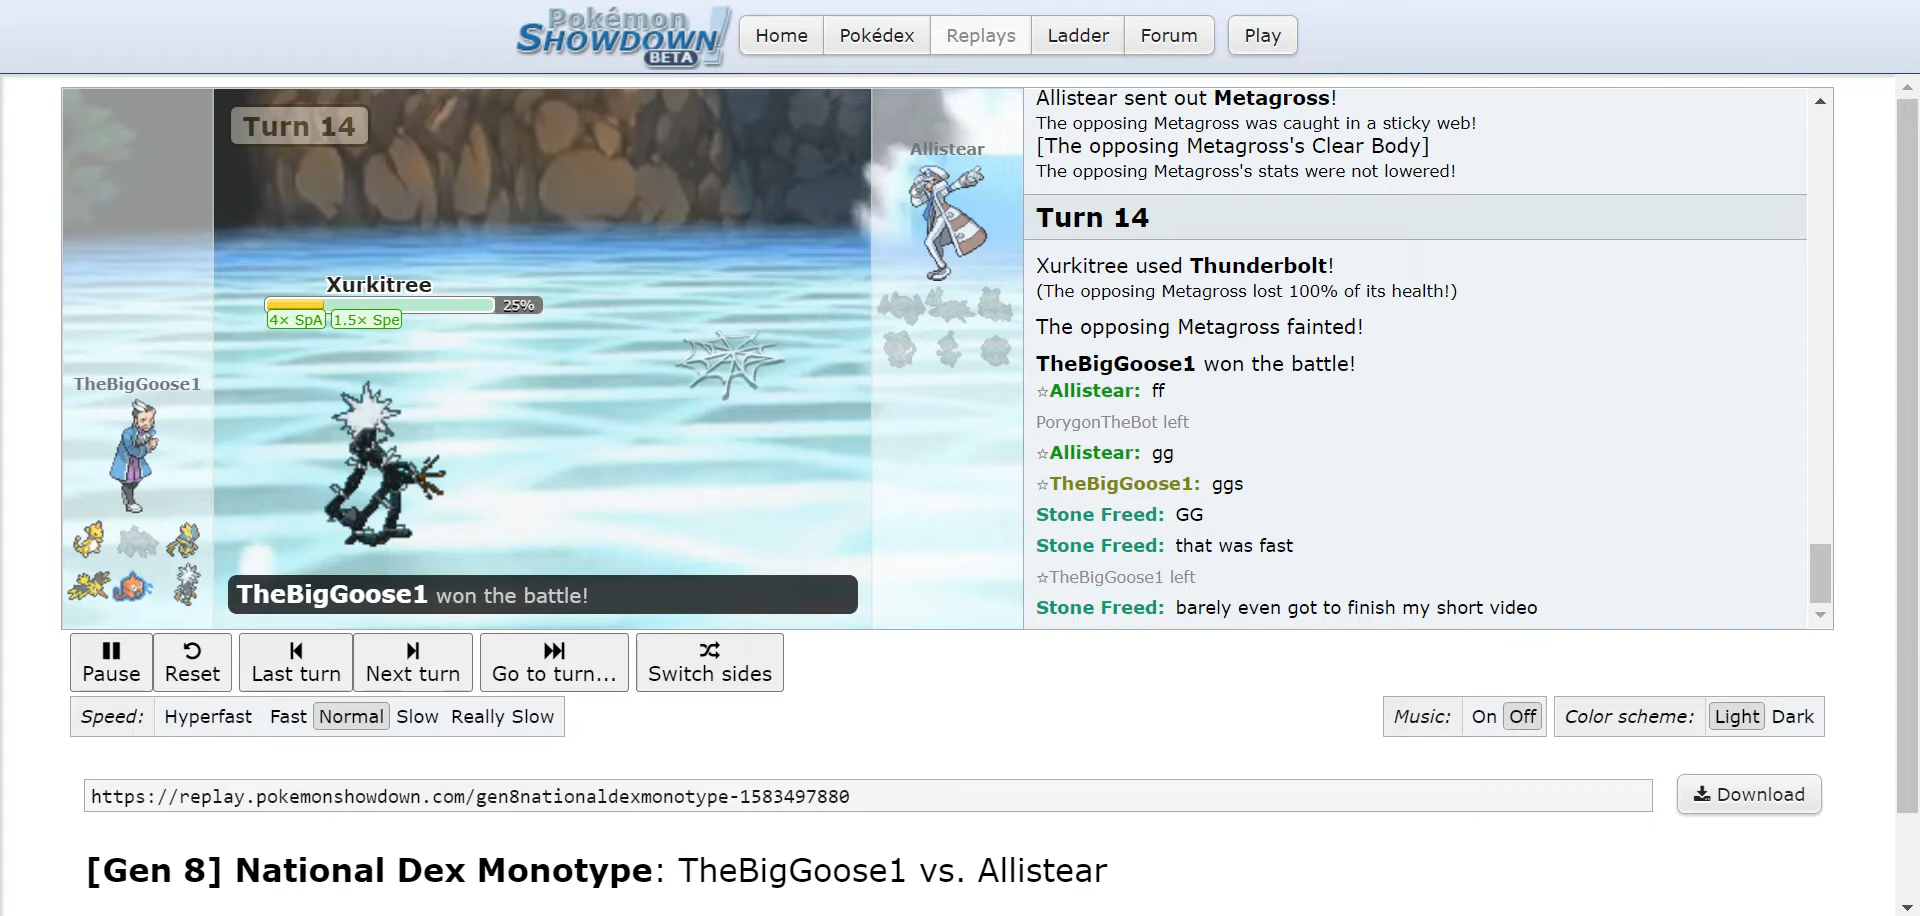 Pokémon
SHOWDOWN!
BETA
Home
Pokédex
Replays
Ladder
Forum
Play
Turn 14
Xurkitree
25%
4× SpA
1.5× Spe
TheBigGoose1
Allistear
TheBigGoose1 won the battle!
Allistear sent out Metagross!
The opposing Metagross was caught in a sticky web!
[The opposing Metagross's Clear Body]
The opposing Metagross's stats were not lowered!
Turn 14
Xurkitree used Thunderbolt!
(The opposing Metagross lost 100% of its health!)
The opposing Metagross fainted!
TheBigGoose1 won the battle!
☆Allistear: ff
PorygonTheBot left
☆Allistear: gg
☆TheBigGoose1: ggs
Stone Freed: GG
Stone Freed: that was fast
☆TheBigGoose1 left
Stone Freed: barely even got to finish my short video
Pause
Reset
Last turn
Next turn
Go to turn...
Switch sides
Speed: Hyperfast Fast Normal Slow Really Slow
Music: On Off
Color scheme: Light Dark
https://replay.pokemonshowdown.com/gen8nationaldexmonotype-1583497880
Download
[Gen 8] National Dex Monotype: TheBigGoose1 vs. Allistear